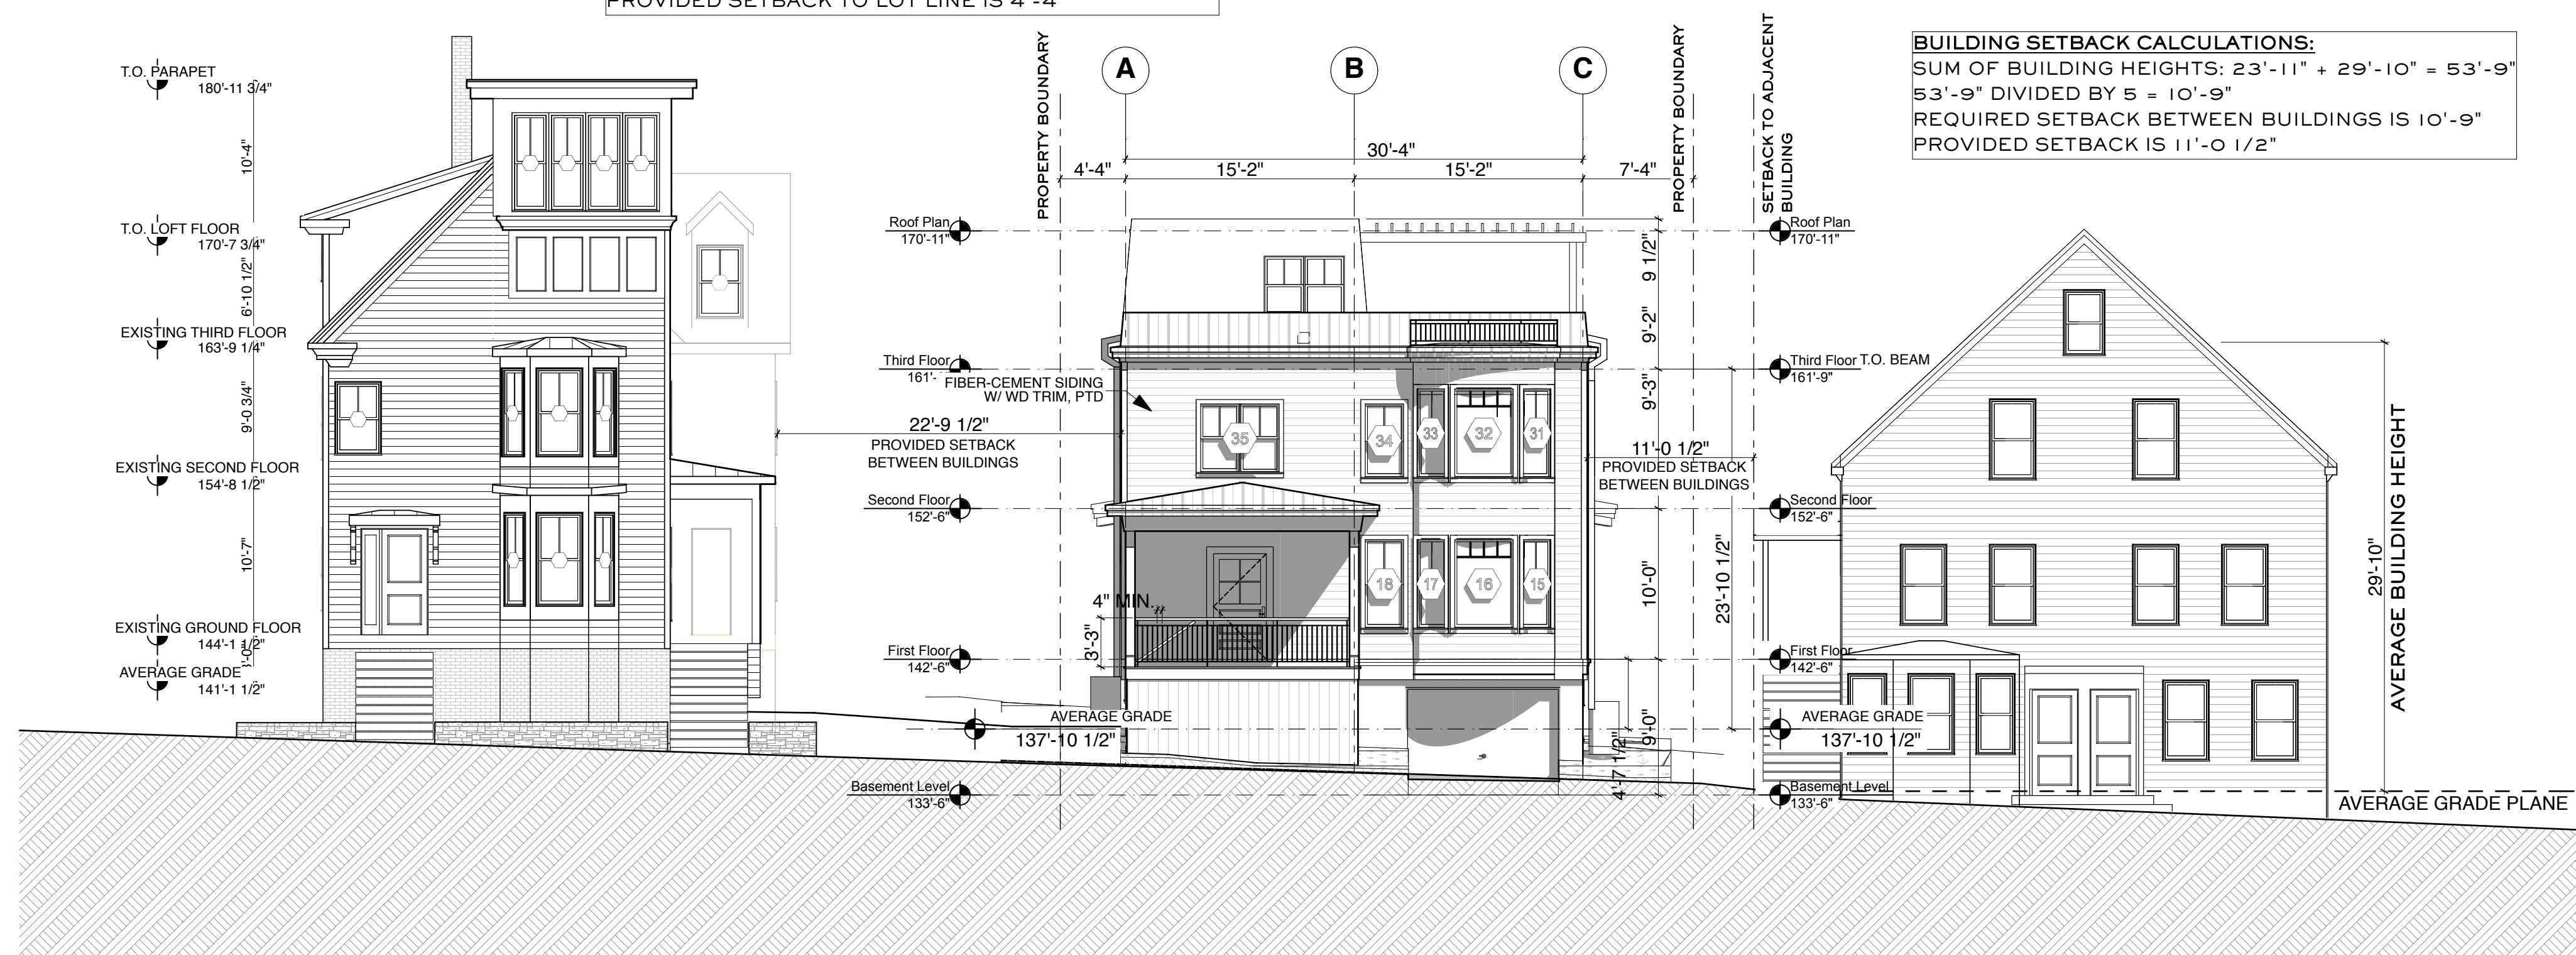 PROVIDED SETBACK TO LOT LINE IS 4'-4"
BUILDING SETBACK CALCULATIONS:
SUM OF BUILDING HEIGHTS: 23'-11" + 29'-10" = 53'-9"
53'-9" DIVIDED BY 5 = 10'-9"
REQUIRED SETBACK BETWEEN BUILDINGS IS 10'-9"
PROVIDED SETBACK IS 11'-0 1/2"
T.O. PARAPET
180'-11 3/4"
10'-4"
T.O. LOFT FLOOR
170'-7 3/4"
6'-10 1/2"
EXISTING THIRD FLOOR
163'-9 1/4"
9'-0 3/4"
EXISTING SECOND FLOOR
154'-8 1/2"
10'-7"
EXISTING GROUND FLOOR
144'-1 1/2"
AVERAGE GRADE
141'-1 1/2"
PROPERTY BOUNDARY
A
B
C
PROPERTY BOUNDARY
SETBACK TO ADJACENT
BUILDING
30'-4"
4'-4"
15'-2"
15'-2"
7'-4"
Roof Plan
170'-11"
Third Floor
161'-
FIBER-CEMENT SIDING
W/ WD TRIM, PTD
22'-9 1/2"
PROVIDED SETBACK
BETWEEN BUILDINGS
Second Floor
152'-6"
4" MIN.
3'-3"
First Floor
142'-6"
AVERAGE GRADE
137'-10 1/2"
Basement Level
133'-6"
35
34
33
32
31
18
17
16
15
9 1/2"
9'-2"
9'-3"
11'-0 1/2"
PROVIDED SETBACK
BETWEEN BUILDINGS
10'-0"
23'-10 1/2"
9'-0"
4'-7 1/2"
Roof Plan
170'-11"
Third Floor T.O. BEAM
161'-9"
Second Floor
152'-6"
First Floor
142'-6"
AVERAGE GRADE
137'-10 1/2"
Basement Level
133'-6"
29'-10"
AVERAGE BUILDING HEIGHT
AVERAGE GRADE PLANE